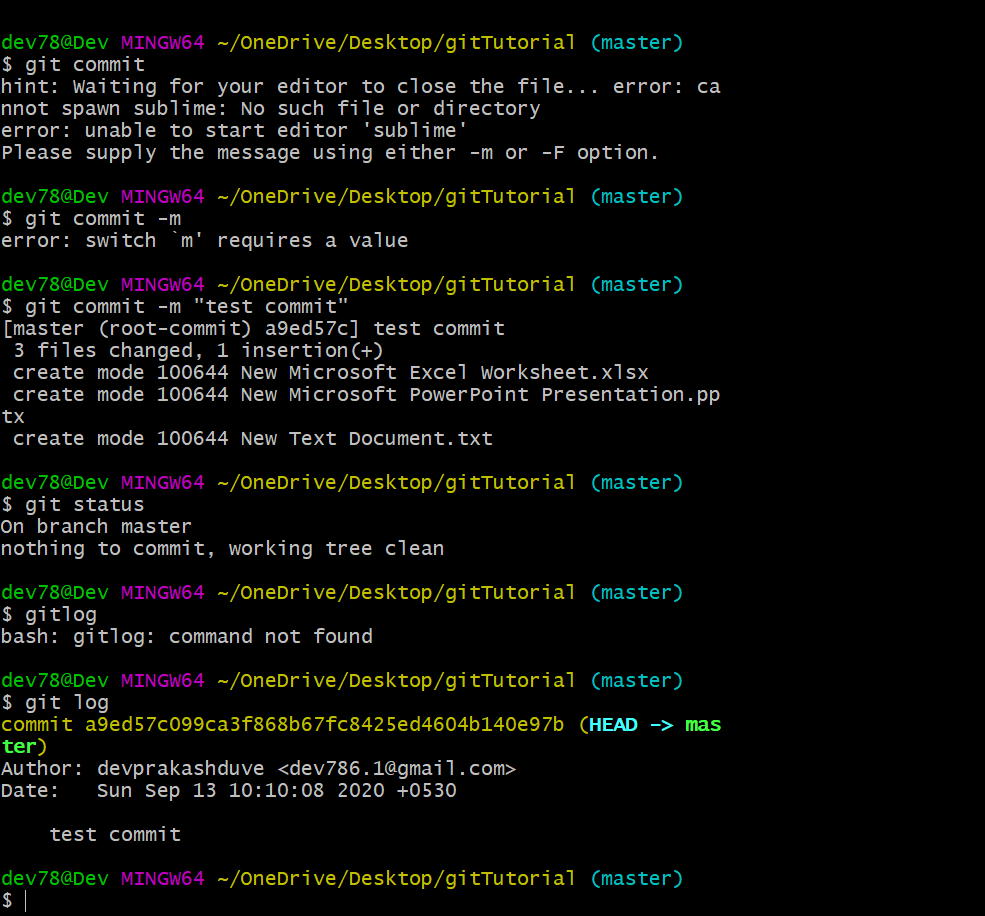 dev78@Dev MINGW64 ~/OneDrive/Desktop/gitTutorial (master)
$ git commit
hint: Waiting for your editor to close the file... error: ca
nnot spawn sublime: No such file or directory
error: unable to start editor 'sublime'
Please supply the message using either -m or -F option.

dev78@Dev MINGW64 ~/OneDrive/Desktop/gitTutorial (master)
$ git commit -m
error: switch `m' requires a value

dev78@Dev MINGW64 ~/OneDrive/Desktop/gitTutorial (master)
$ git commit -m "test commit"
[master (root-commit) a9ed57c] test commit
 3 files changed, 1 insertion(+)
 create mode 100644 New Microsoft Excel Worksheet.xlsx
 create mode 100644 New Microsoft PowerPoint Presentation.pp
tx
 create mode 100644 New Text Document.txt

dev78@Dev MINGW64 ~/OneDrive/Desktop/gitTutorial (master)
$ git status
On branch master
nothing to commit, working tree clean

dev78@Dev MINGW64 ~/OneDrive/Desktop/gitTutorial (master)
$ gitlog
bash: gitlog: command not found

dev78@Dev MINGW64 ~/OneDrive/Desktop/gitTutorial (master)
$ git log
commit a9ed57c099ca3f868b67fc8425ed4604b140e97b (HEAD -> mas
ter)
Author: devprakashduve <dev786.1@gmail.com>
Date:   Sun Sep 13 10:10:08 2020 +0530

    test commit

dev78@Dev MINGW64 ~/OneDrive/Desktop/gitTutorial (master)
$